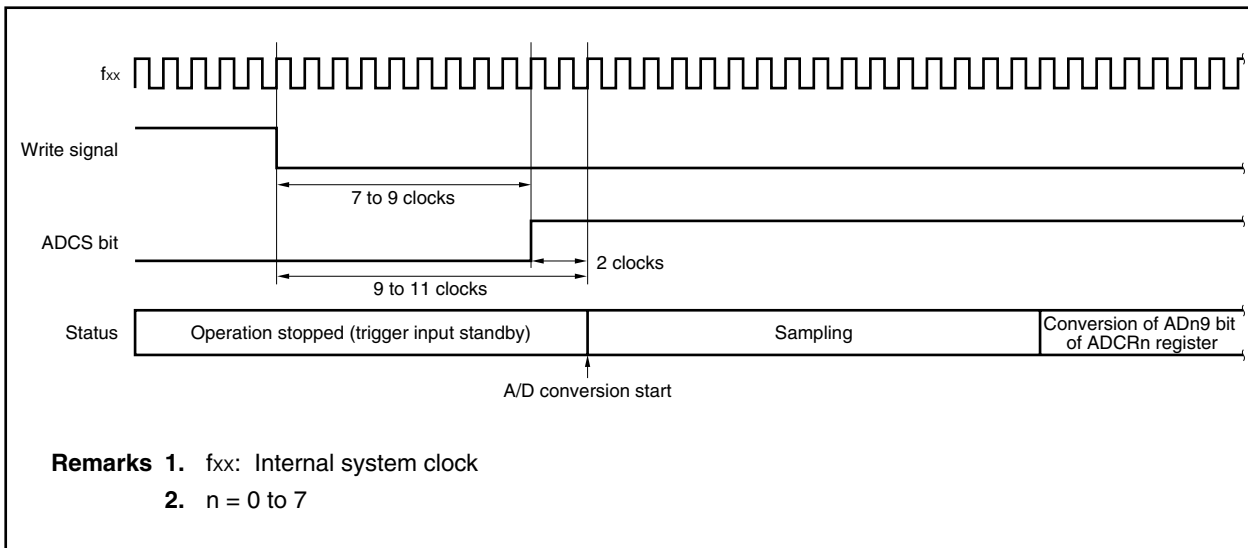 fxx
Write signal
7 to 9 clocks
ADCS bit
2 clocks
9 to 11 clocks
Status
Operation stopped (trigger input standby)
Sampling
Conversion of ADn9 bit
of ADCRn register
A/D conversion start
Remarks 1. fxx: Internal system clock
2. n = 0 to 7